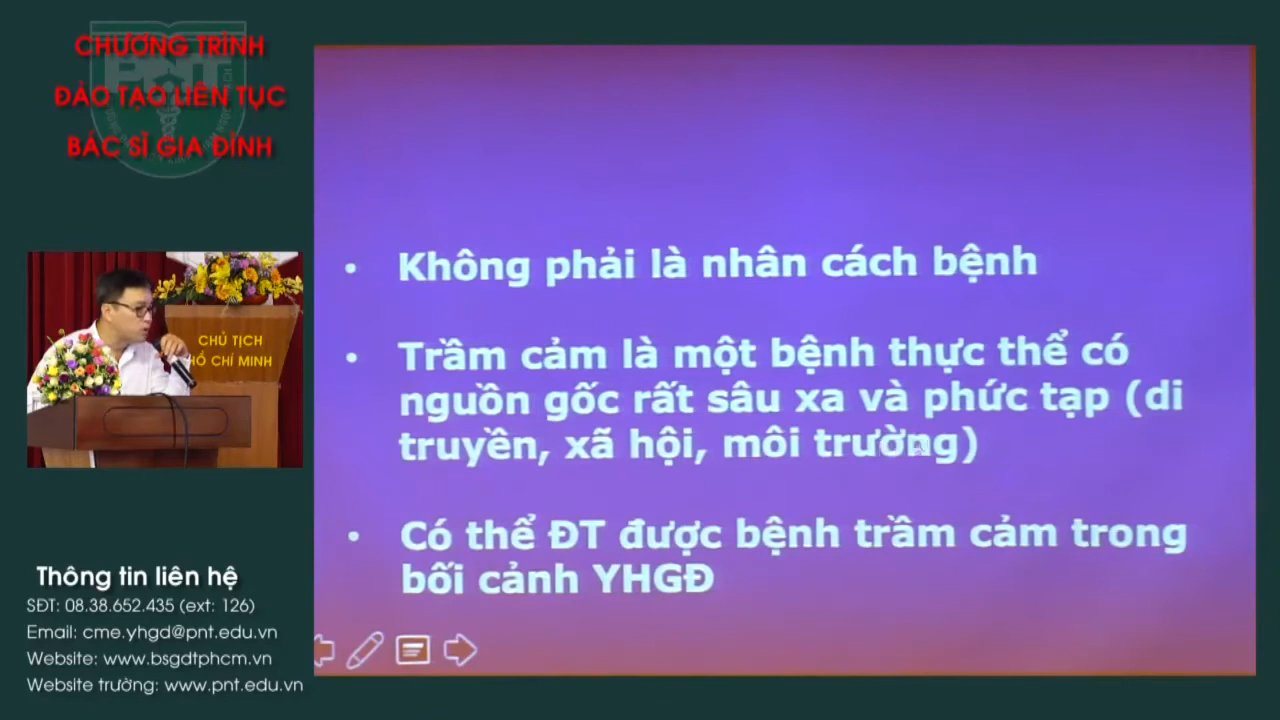 CHƯƠNG TRÌNH
ĐÀO TẠO LIÊN TỤC
BÁC SĨ GIA ĐÌNH
PNT
CHỦ TỊCH
HỒ CHÍ MINH
• Không phải là nhân cách bệnh
• Trầm cảm là một bệnh thực thể có
nguồn gốc rất sâu xa và phức tạp (di
truyền, xã hội, môi trường)
• Có thể ĐT được bệnh trầm cảm trong
bối cảnh YHGĐ
Thông tin liên hệ
SĐT: 08.38.652.435 (ext: 126)
Email: cme.yhgd@pnt.edu.vn
Website: www.bsgdtphcm.vn
Website trường: www.pnt.edu.vn